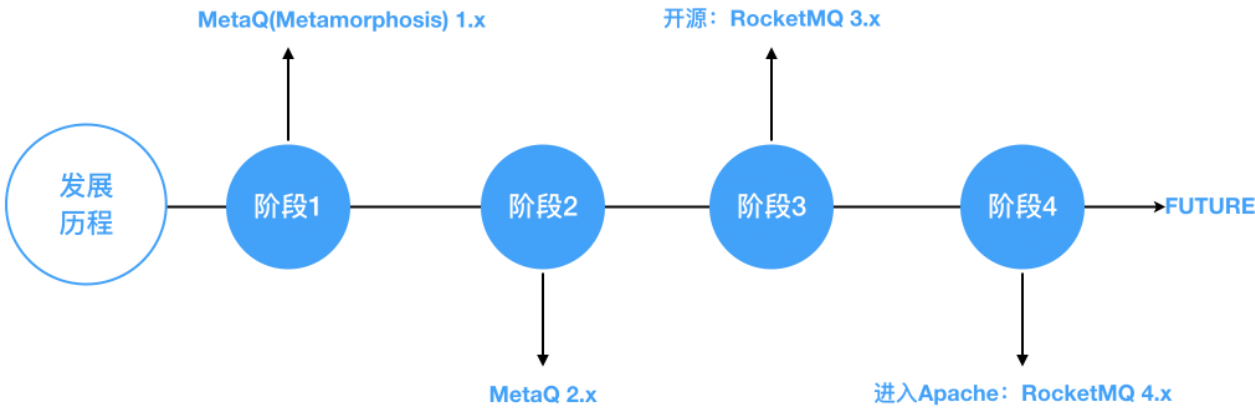 MetaQ(Metamorphosis) 1.x
开源：RocketMQ 3.x
发展
历程
阶段1
阶段2
阶段3
阶段4
FUTURE
MetaQ 2.x
进入Apache：RocketMQ 4.x